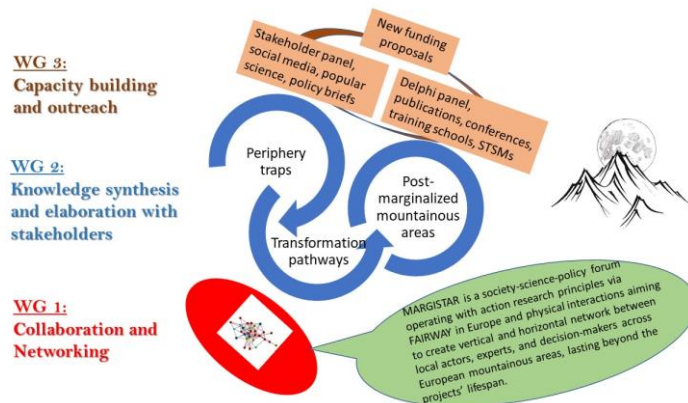 WG 3:
Capacity building
and outreach
New funding
proposals
Stakeholder panel,
social media, popular
science, policy briefs
Delphi panel,
publications, conferences,
training schools, STSMs
WG 2:
Knowledge synthesis
and elaboration with
stakeholders
Periphery
traps
Transformation
pathways
Post-
marginalized
mountainous
areas
WG 1:
Collaboration and
Networking
MARGISTAR is a society-science-policy forum
operating with action research principles via
FAIRWAY in Europe and physical interactions aiming
to create vertical and horizontal network between
local actors, experts, and decision-makers across
European mountainous areas, lasting beyond the
projects' lifespan.